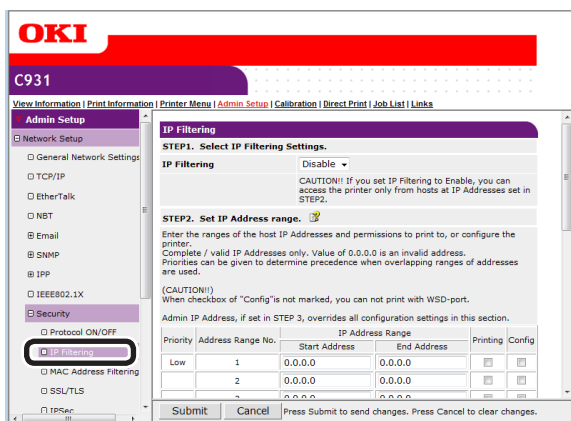 OKI
C931
View Information | Print Information | Printer Menu | Admin Setup | Calibration | Direct Print | Job List | Links
Admin Setup
Network Setup
General Network Settings
TCP/IP
EtherTalk
NBT
Email
SNMP
IPP
IEEE802.1X
Security
Protocol ON/OFF
IP Filtering
MAC Address Filtering
SSL/TLS
IPSec
IP Filtering
STEP1. Select IP Filtering Settings.
IP Filtering Disable
CAUTION!! If you set IP Filtering to Enable, you can
access the printer only from hosts at IP Addresses set in
STEP2.
STEP2. Set IP Address range.
Enter the ranges of the host IP Addresses and permissions to print to, or configure the
printer.
Complete / valid IP Addresses only. Value of 0.0.0.0 is an invalid address.
Priorities can be given to determine precedence when overlapping ranges of addresses
are used.
(CAUTION!!)
When checkbox of "Config"is not marked, you can not print with WSD-port.
Admin IP Address, if set in STEP 3, overrides all configuration settings in this section.
Priority Address Range No. IP Address Range Printing Config
Start Address End Address
Low 1 0.0.0.0 0.0.0.0
2 0.0.0.0 0.0.0.0
Submit Cancel Press Submit to send changes. Press Cancel to clear changes.